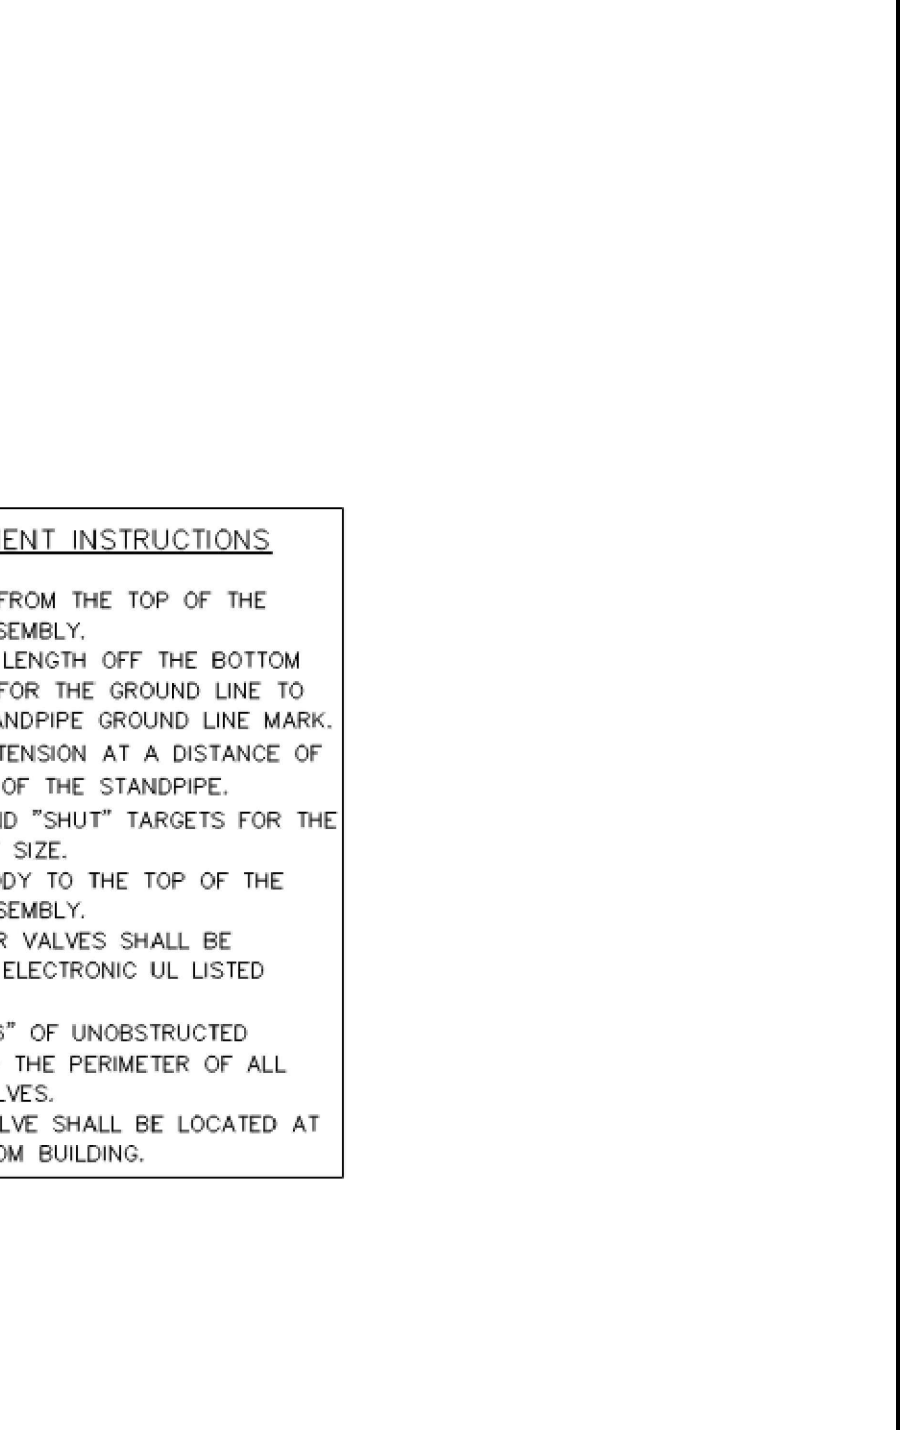 ENT INSTRUCTIONS
FROM THE TOP OF THE
SEMBLY.
LENGTH OFF THE BOTTOM
FOR THE GROUND LINE TO
ANDPIPE GROUND LINE MARK.
TENSION AT A DISTANCE OF
OF THE STANDPIPE.
ND "SHUT" TARGETS FOR THE
SIZE.
ODY TO THE TOP OF THE
SEMBLY.
R VALVES SHALL BE
ELECTRONIC UL LISTED
" OF UNOBSTRUCTED
THE PERIMETER OF ALL
LVES.
LVE SHALL BE LOCATED AT
OM BUILDING.